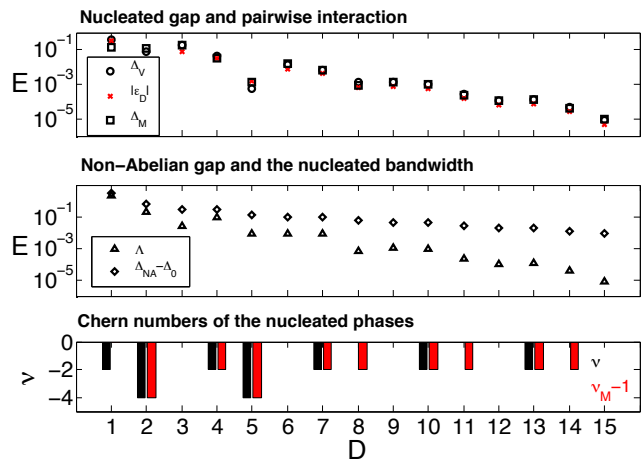 Nucleated gap and pairwise interaction
10⁻¹
10⁻³
10⁻⁵
E
Δ_V
|ε_D|
Δ_M
Non−Abelian gap and the nucleated bandwidth
10⁻¹
10⁻³
10⁻⁵
E
Λ
Δ_NA−Δ_0
Chern numbers of the nucleated phases
0
−2
−4
ν
ν
ν_M−1
1 2 3 4 5 6 7 8 9 10 11 12 13 14 15
D